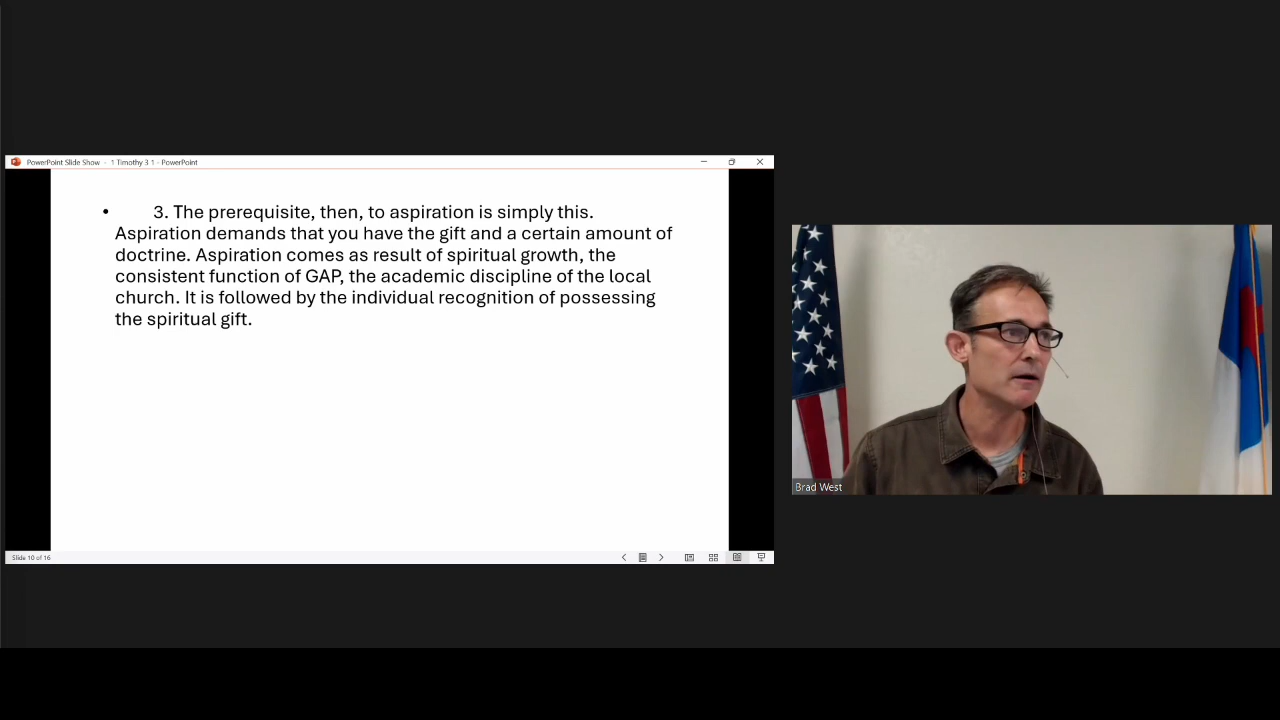 PowerPoint Slide Show - 1 Timothy 3 1 - PowerPoint
• 3. The prerequisite, then, to aspiration is simply this.
Aspiration demands that you have the gift and a certain amount of
doctrine. Aspiration comes as result of spiritual growth, the
consistent function of GAP, the academic discipline of the local
church. It is followed by the individual recognition of possessing
the spiritual gift.
Brad West
Slide 10 of 16